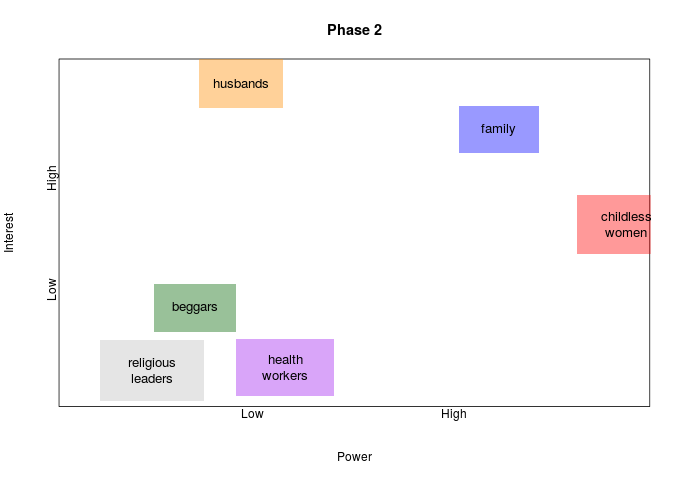 Phase 2
husbands
family
High
Interest
childless
women
Low
beggars
religious
leaders
health
workers
Low
High
Power